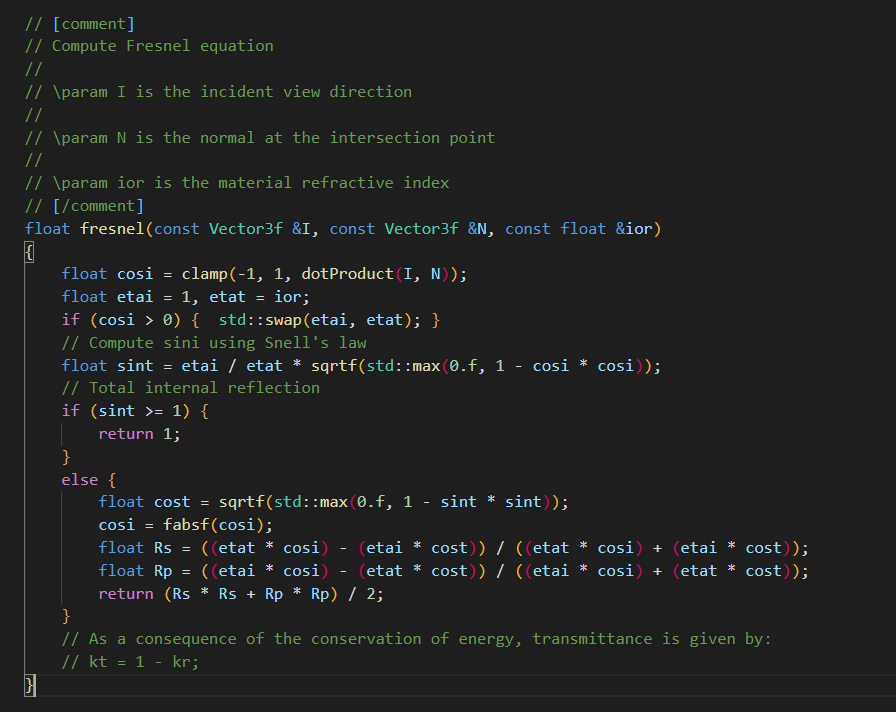 // [comment]
// Compute Fresnel equation
//
// \param I is the incident view direction
//
// \param N is the normal at the intersection point
//
// \param ior is the material refractive index
// [/comment]
float fresnel(const Vector3f &I, const Vector3f &N, const float &ior)
{
    float cosi = clamp(-1, 1, dotProduct(I, N));
    float etai = 1, etat = ior;
    if (cosi > 0) {  std::swap(etai, etat); }
    // Compute sini using Snell's law
    float sint = etai / etat * sqrtf(std::max(0.f, 1 - cosi * cosi));
    // Total internal reflection
    if (sint >= 1) {
        return 1;
    }
    else {
        float cost = sqrtf(std::max(0.f, 1 - sint * sint));
        cosi = fabsf(cosi);
        float Rs = ((etat * cosi) - (etai * cost)) / ((etat * cosi) + (etai * cost));
        float Rp = ((etai * cosi) - (etat * cost)) / ((etai * cosi) + (etat * cost));
        return (Rs * Rs + Rp * Rp) / 2;
    }
    // As a consequence of the conservation of energy, transmittance is given by:
    // kt = 1 - kr;
}